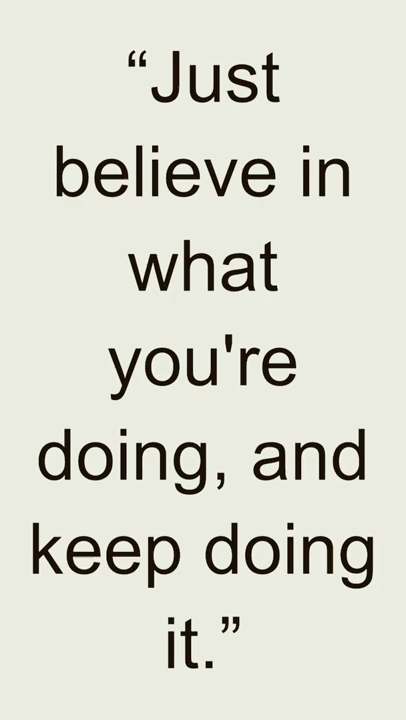 “Just
believe in
what
you're
doing, and
keep doing
it.”